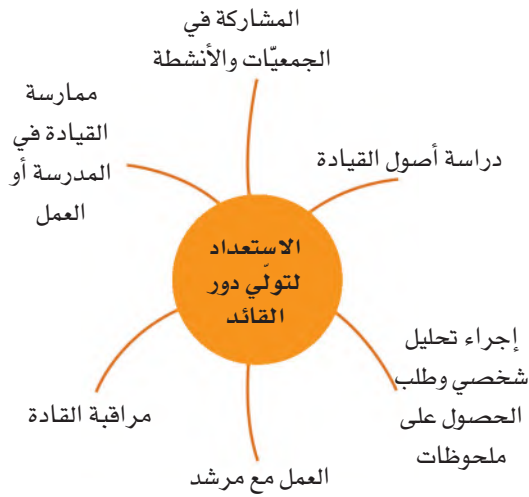 المشاركة في
الجمعيّات والأنشطة
دراسة أصول القيادة
إجراء تحليل
شخصي وطلب
الحصول على
ملحوظات
العمل مع مرشد
مراقبة القادة
ممارسة
القيادة في
المدرسة أو
العمل
الاستعداد
لتولّي دور
القائد